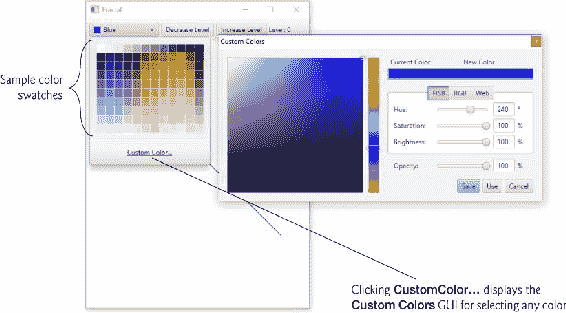 Fractal
Blue
Decrease Level
Increase Level
Level: 0
Sample color
swatches
Custom Color...
Custom Colors
Current Color
New Color
HSB
RGB
Web
Hue:
240
°
Saturation:
100
%
Brightness:
100
%
Opacity:
100
%
Save
Use
Cancel
Clicking CustomColor... displays the
Custom Colors GUI for selecting any color